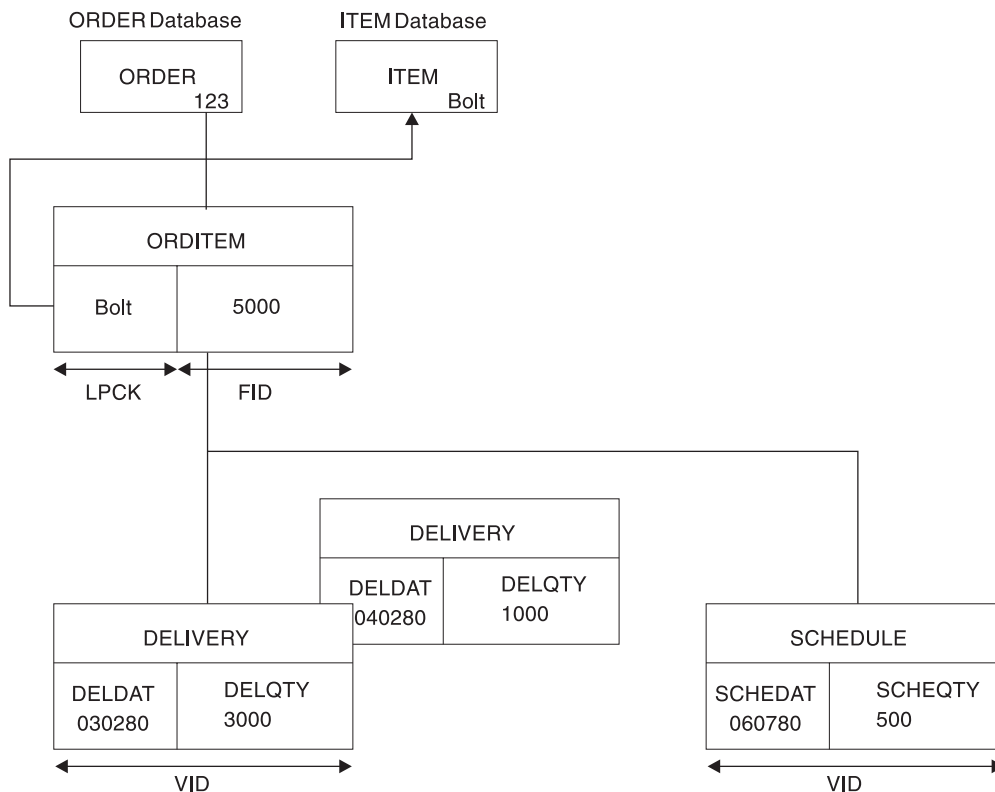 ORDER Database
ITEM Database
ORDER
123
ITEM
Bolt
ORDITEM
Bolt
5000
LPCK
FID
DELIVERY
DELDAT
040280
DELQTY
1000
DELIVERY
DELDAT
030280
DELQTY
3000
VID
SCHEDULE
SCHEDAT
060780
SCHEQTY
500
VID